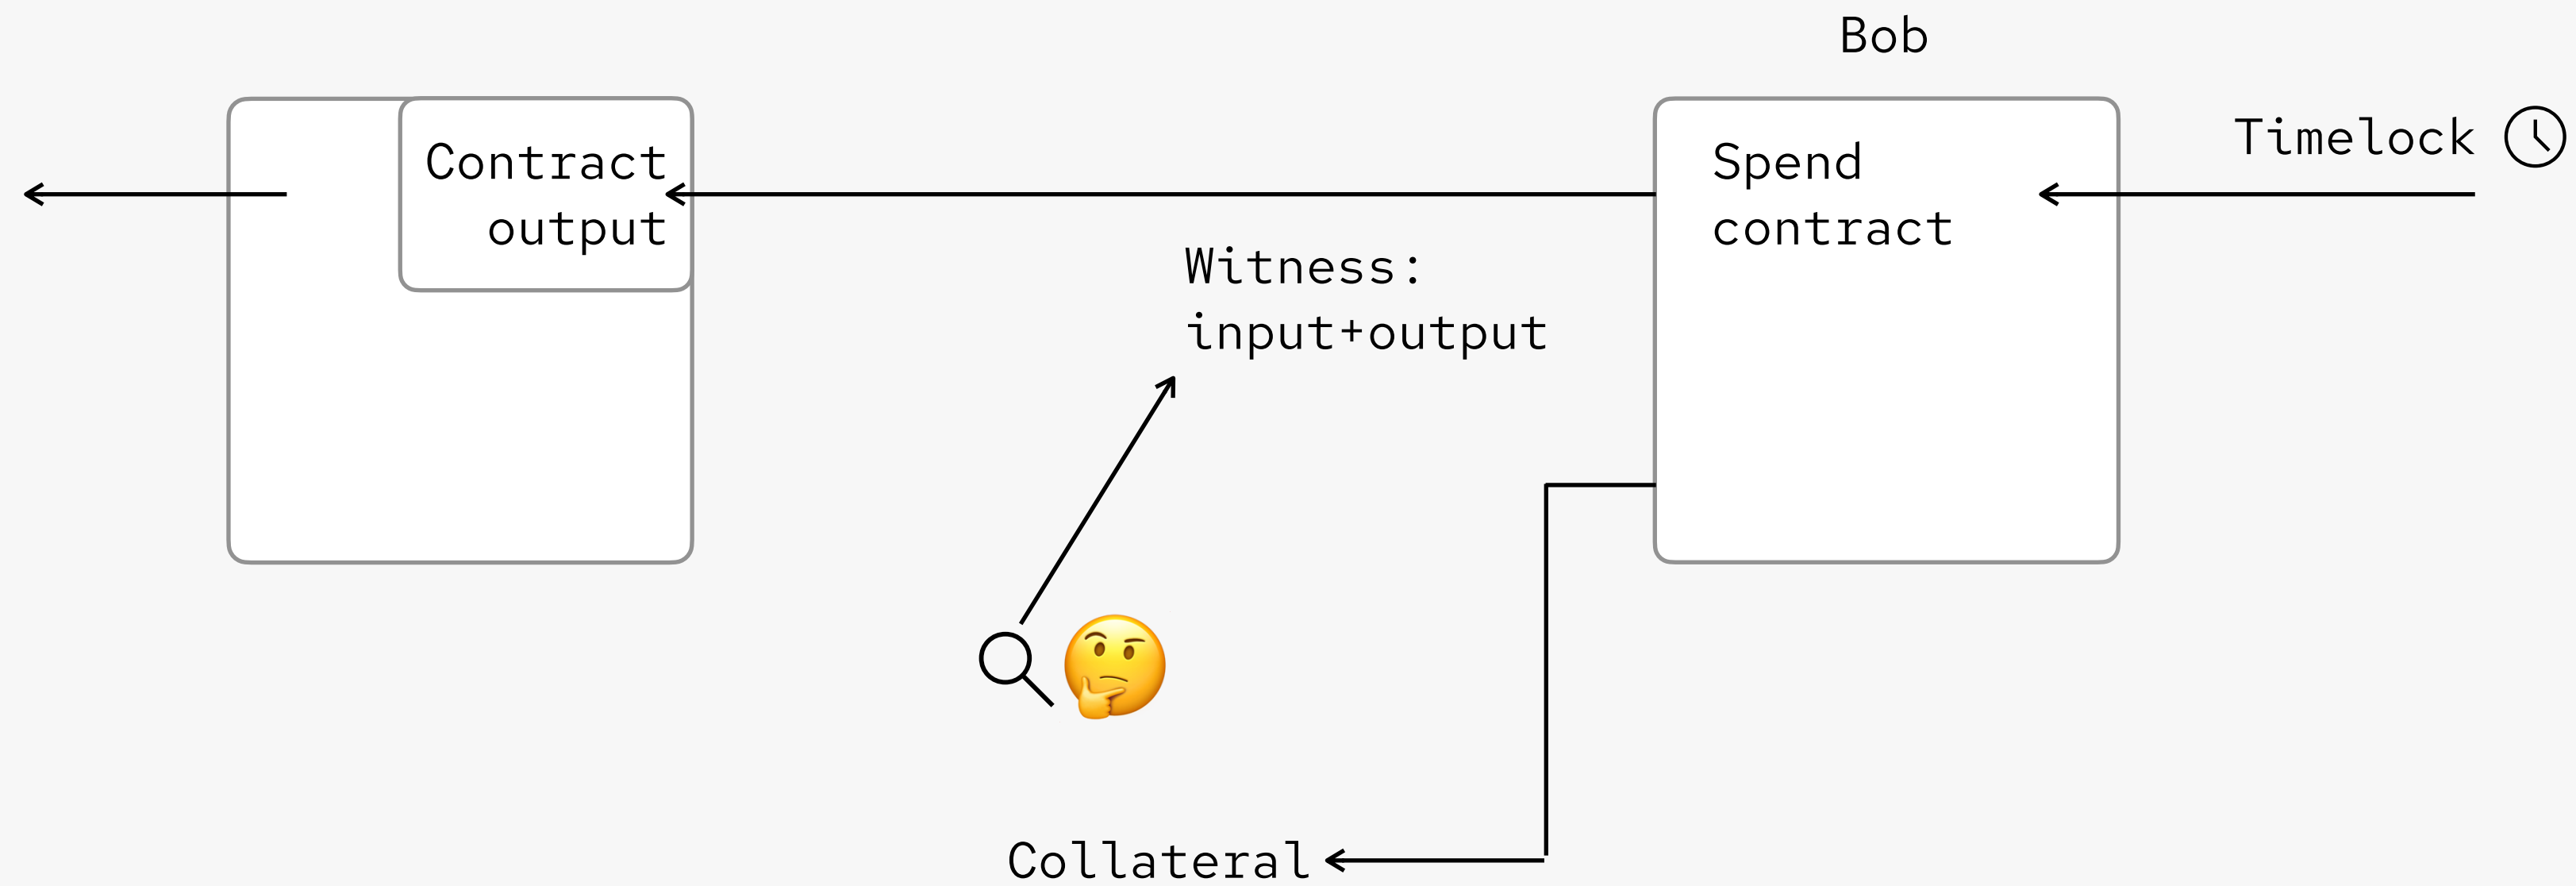 Bob
Contract
output
Spend
contract
Timelock
Witness:
input+output
Collateral